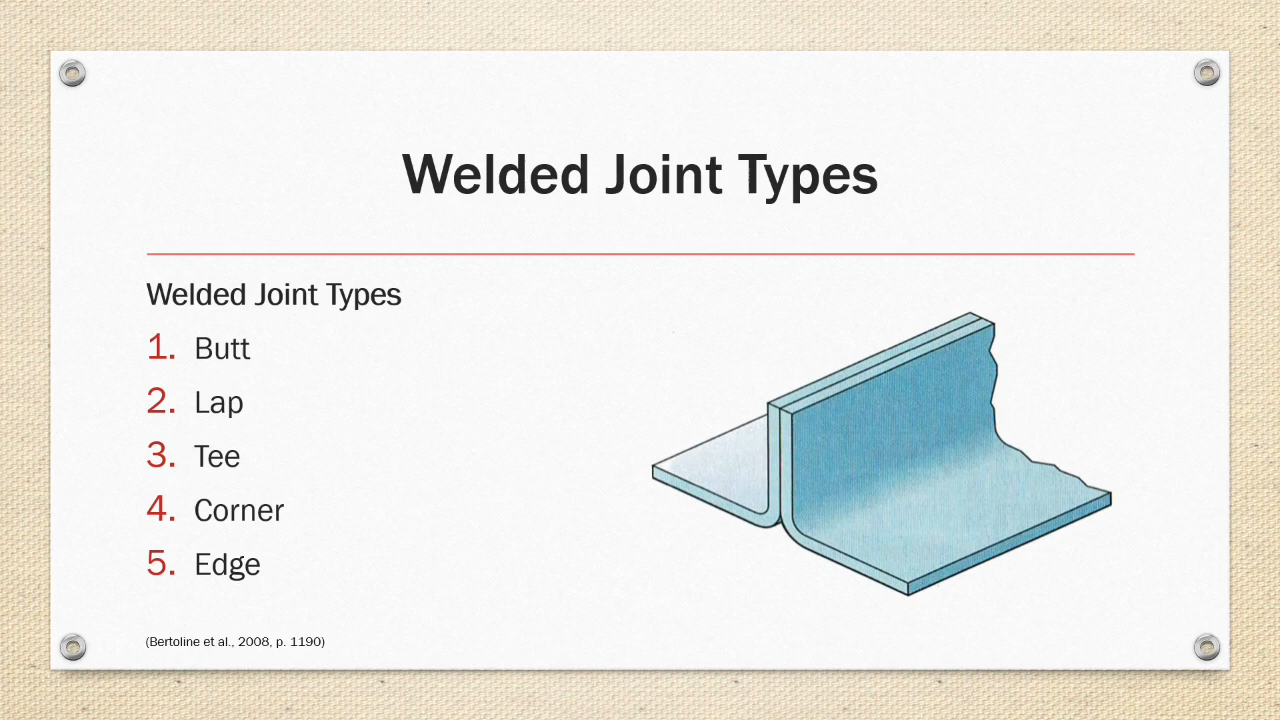 Welded Joint Types
Welded Joint Types
1. Butt
2. Lap
3. Tee
4. Corner
5. Edge
(Bertoline et al., 2008, p. 1190)